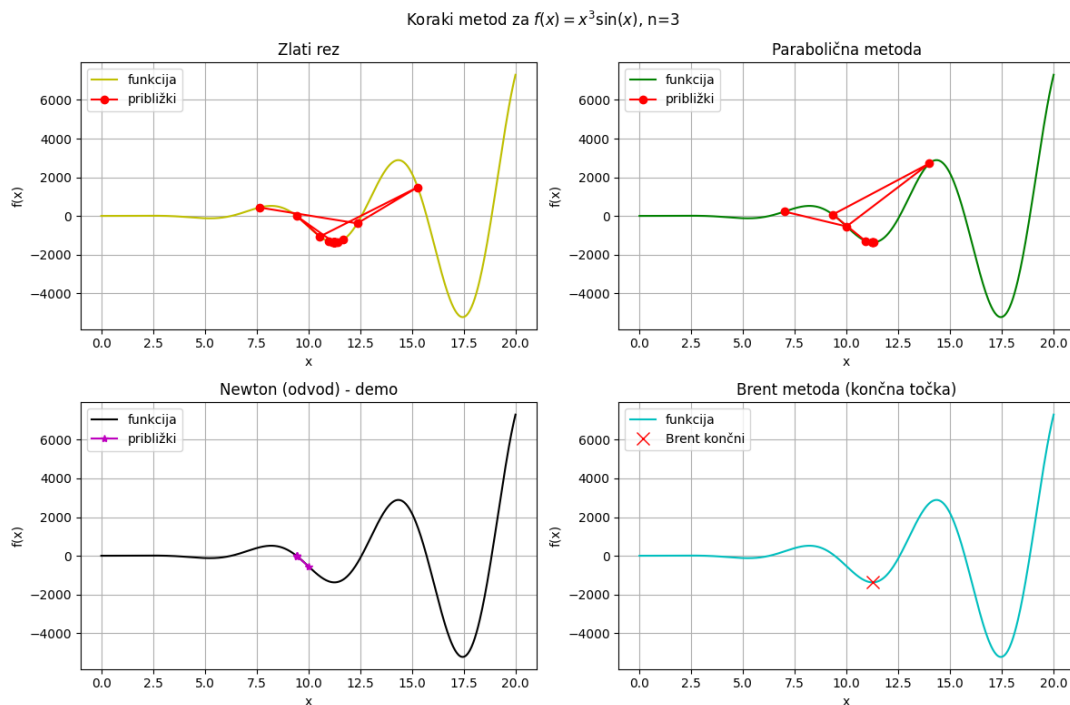 Koraki metod za f(x) = x³sin(x), n=3
Zlati rez
funkcija
približki
f(x)
6000
4000
2000
0
−2000
−4000
0.0 2.5 5.0 7.5 10.0 12.5 15.0 17.5 20.0
x
Parabolična metoda
funkcija
približki
f(x)
6000
4000
2000
0
−2000
−4000
0.0 2.5 5.0 7.5 10.0 12.5 15.0 17.5 20.0
x
Newton (odvod) - demo
funkcija
približki
f(x)
6000
4000
2000
0
−2000
−4000
0.0 2.5 5.0 7.5 10.0 12.5 15.0 17.5 20.0
x
Brent metoda (končna točka)
funkcija
Brent končni
f(x)
6000
4000
2000
0
−2000
−4000
0.0 2.5 5.0 7.5 10.0 12.5 15.0 17.5 20.0
x